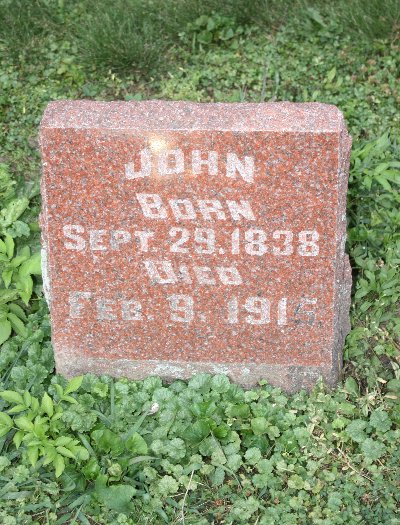 JOHN
BORN
SEPT. 29. 1838
DIED
FEB. 9. 1915